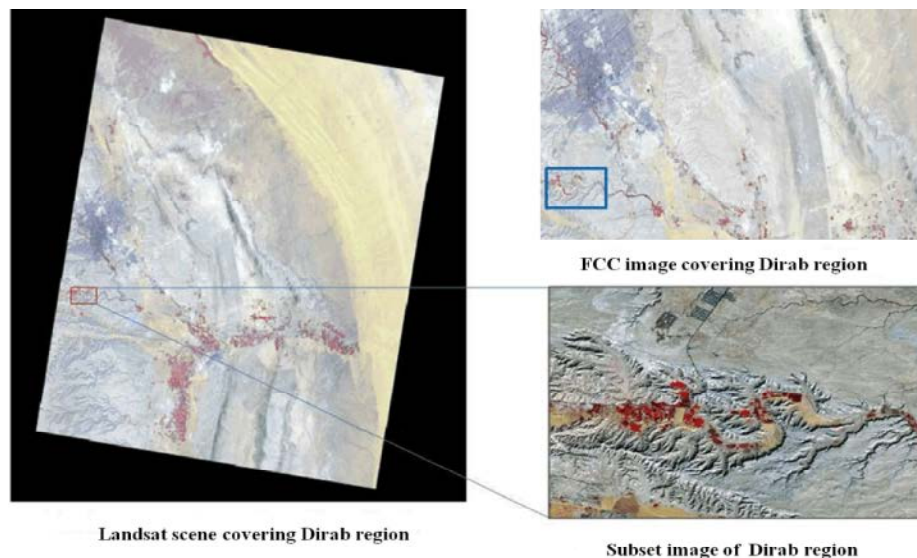 FCC image covering Dirab region
Landsat scene covering Dirab region
Subset image of Dirab region